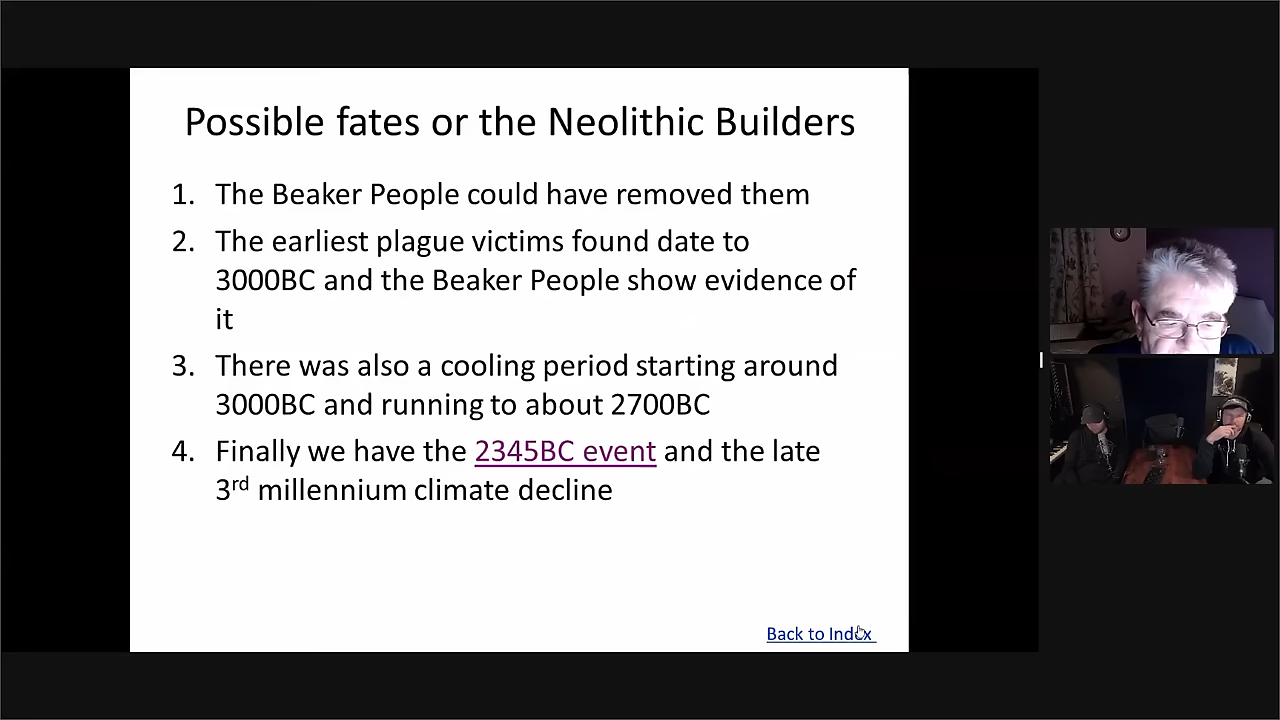 Possible fates or the Neolithic Builders
1. The Beaker People could have removed them
2. The earliest plague victims found date to
3000BC and the Beaker People show evidence of
it
3. There was also a cooling period starting around
3000BC and running to about 2700BC
4. Finally we have the 2345BC event and the late
3rd millennium climate decline
Back to Index